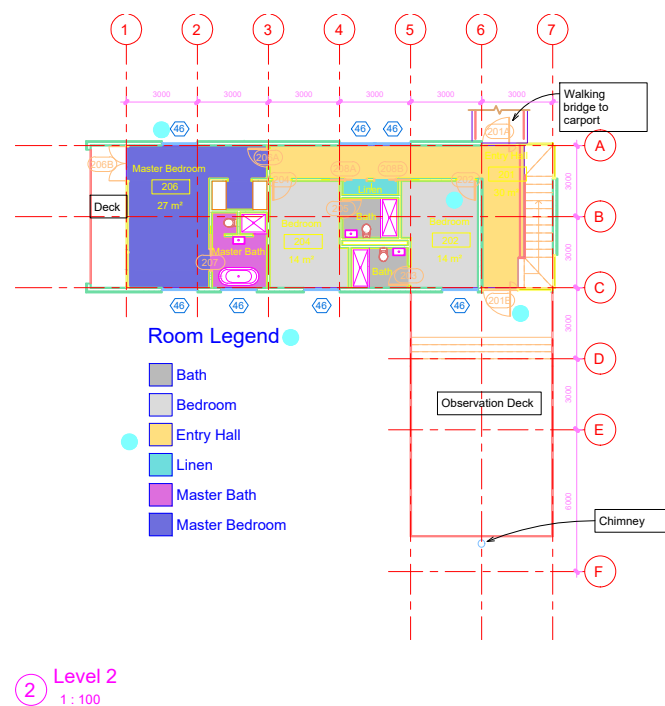 1 2 3 4 5 6 7
3000 3000 3000 3000 3000 3000
Walking
bridge to
carport
46 46 46
201A
A
206B
Master Bedroom
206
27 m²
Linen
3000
Deck
Bath
Bedroom
Bedroom
B
Master Bath
207
Bath
3000
C
46 46 46 46
201B
Room Legend
3000
D
Bath
Bedroom
Entry Hall
Linen
Master Bath
Master Bedroom
Observation Deck
3000
E
6000
Chimney
F
2
Level 2
1 : 100